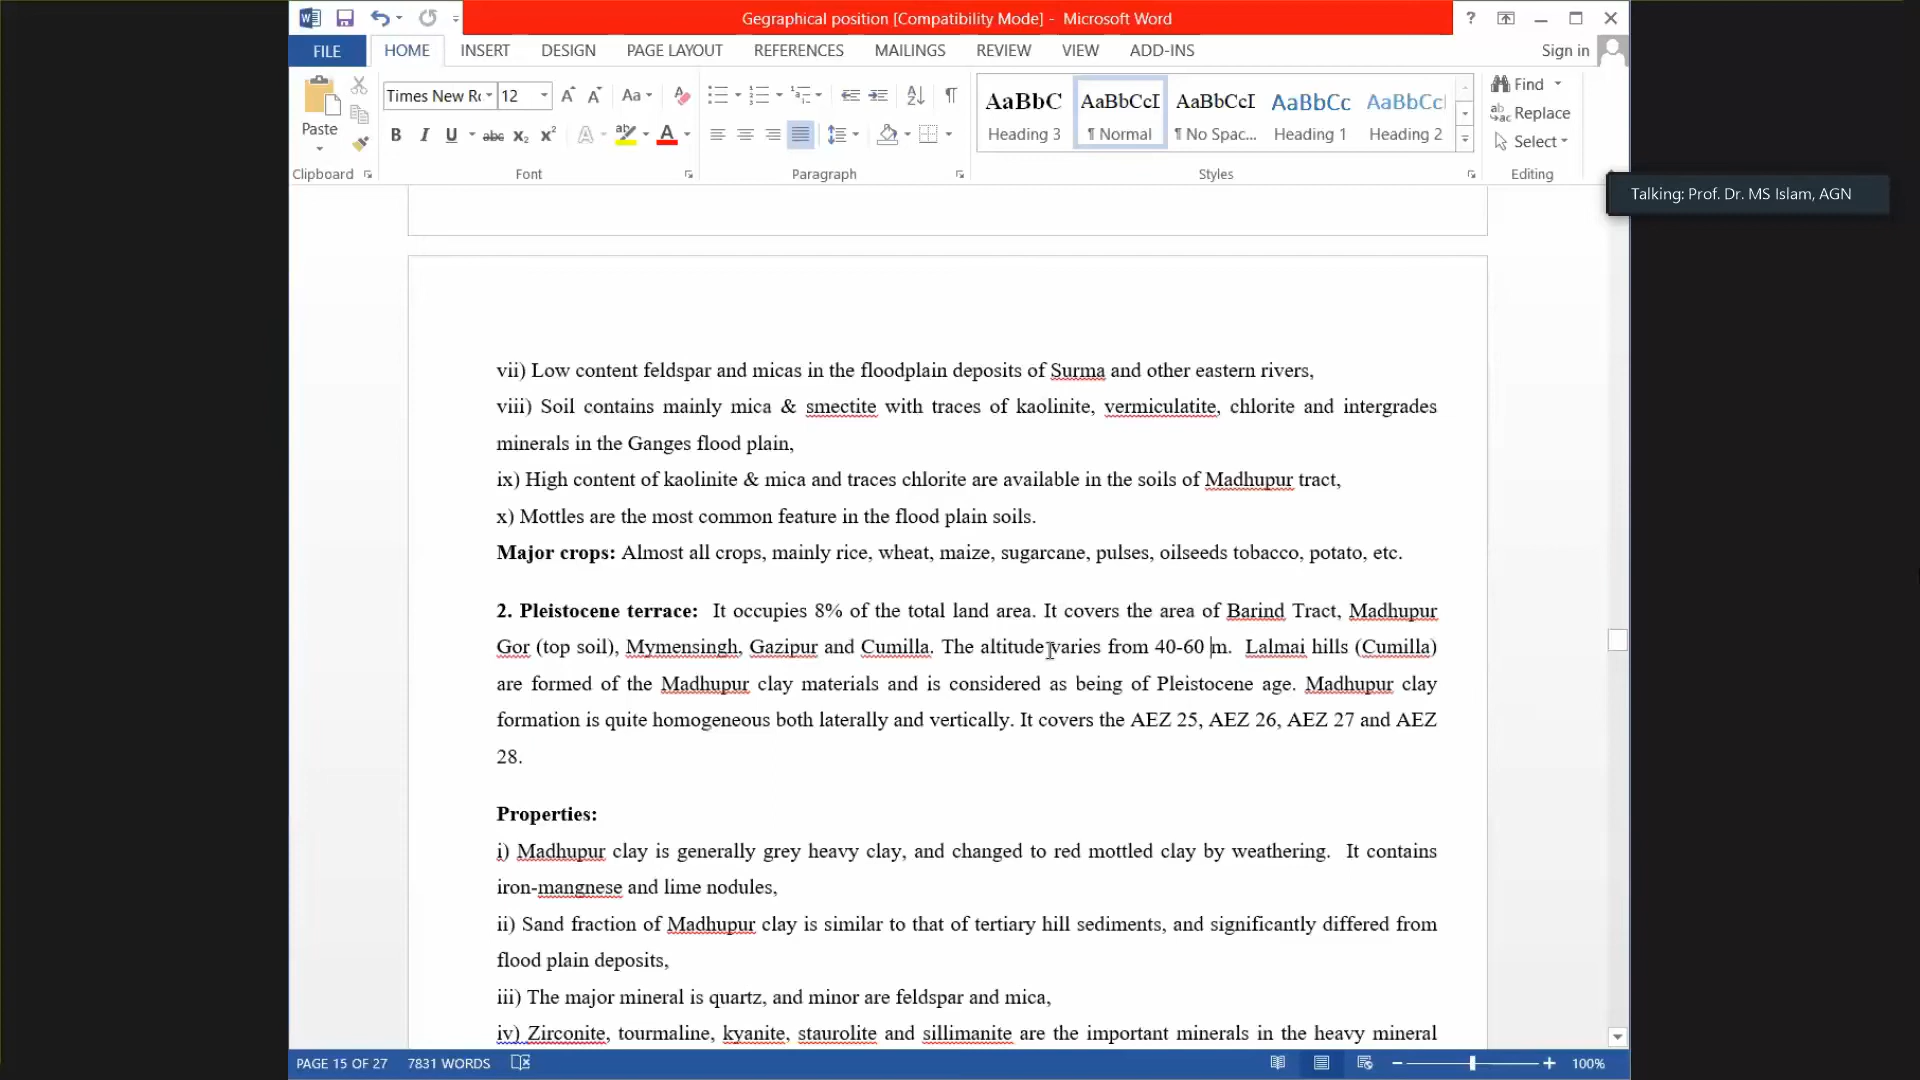 Gegraphical position [Compatibility Mode] - Microsoft Word
?
FILE HOME INSERT DESIGN PAGE LAYOUT REFERENCES MAILINGS REVIEW VIEW ADD-INS Sign in
Times New Ro 12 Aa
AaBbC AaBbCcI AaBbCcI AaBbCc AaBbCcI
Heading 3 ¶ Normal ¶ No Spac... Heading 1 Heading 2
Find
Replace
Select
Paste
B I U abc x₂ x² A A
Clipboard Font Paragraph Styles Editing
Talking: Prof. Dr. MS Islam, AGN
vii) Low content feldspar and micas in the floodplain deposits of Surma and other eastern rivers,
viii) Soil contains mainly mica & smectite with traces of kaolinite, vermiculatite, chlorite and intergrades
minerals in the Ganges flood plain,
ix) High content of kaolinite & mica and traces chlorite are available in the soils of Madhupur tract,
x) Mottles are the most common feature in the flood plain soils.
Major crops: Almost all crops, mainly rice, wheat, maize, sugarcane, pulses, oilseeds tobacco, potato, etc.
2. Pleistocene terrace: It occupies 8% of the total land area. It covers the area of Barind Tract, Madhupur
Gor (top soil), Mymensingh, Gazipur and Cumilla. The altitude varies from 40-60 m. Lalmai hills (Cumilla)
are formed of the Madhupur clay materials and is considered as being of Pleistocene age. Madhupur clay
formation is quite homogeneous both laterally and vertically. It covers the AEZ 25, AEZ 26, AEZ 27 and AEZ
28.
Properties:
i) Madhupur clay is generally grey heavy clay, and changed to red mottled clay by weathering. It contains
iron-mangnese and lime nodules,
ii) Sand fraction of Madhupur clay is similar to that of tertiary hill sediments, and significantly differed from
flood plain deposits,
iii) The major mineral is quartz, and minor are feldspar and mica,
iv) Zirconite, tourmaline, kyanite, staurolite and sillimanite are the important minerals in the heavy mineral
PAGE 15 OF 27 7831 WORDS 100%